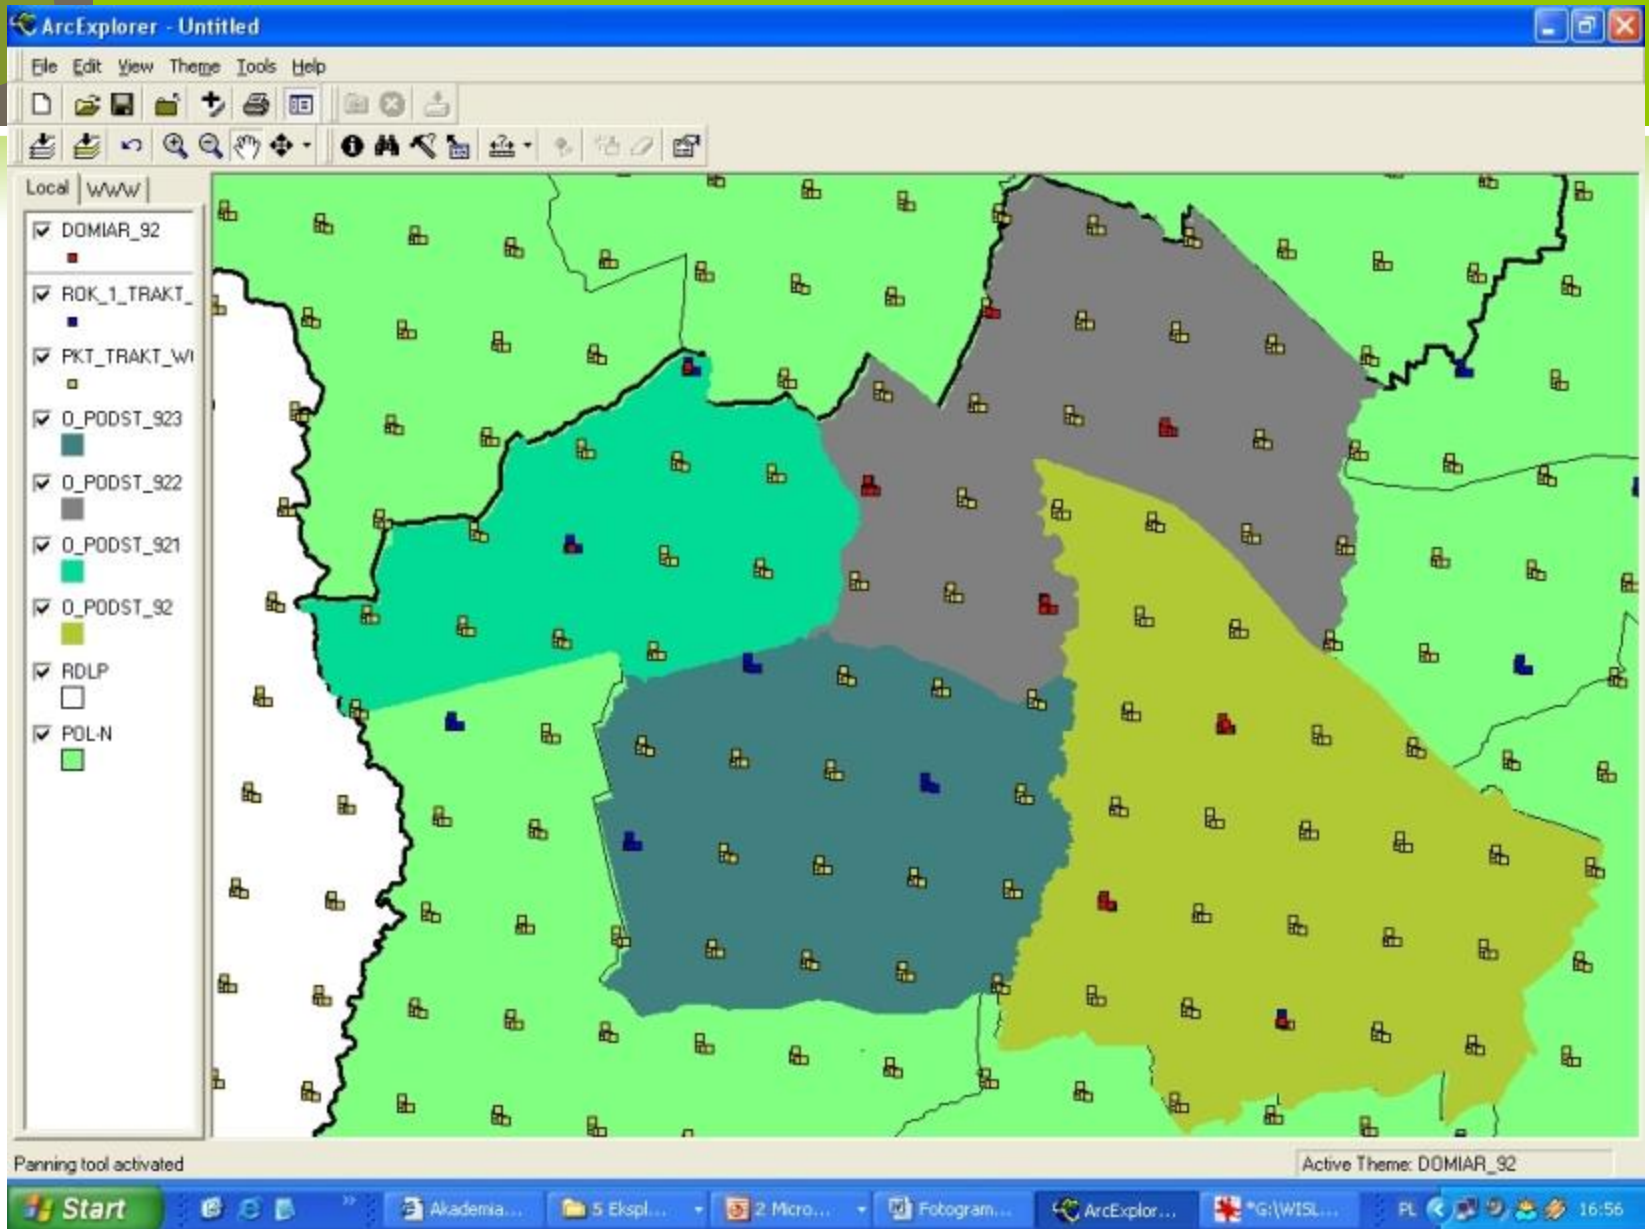 ArcExplorer - Untitled
File Edit View Theme Tools Help
Local WWW
DOMIAR_92
ROK_1_TRAKT_
PKT_TRAKT_W
O_PODST_923
O_PODST_922
O_PODST_921
O_PODST_92
RDLP
POL-N
Panning tool activated
Active Theme: DOMIAR_92
Start
Akademia...
5 Ekspl...
2 Micro...
Fotogram...
ArcExplor...
*G:\WISL...
PL
16:56